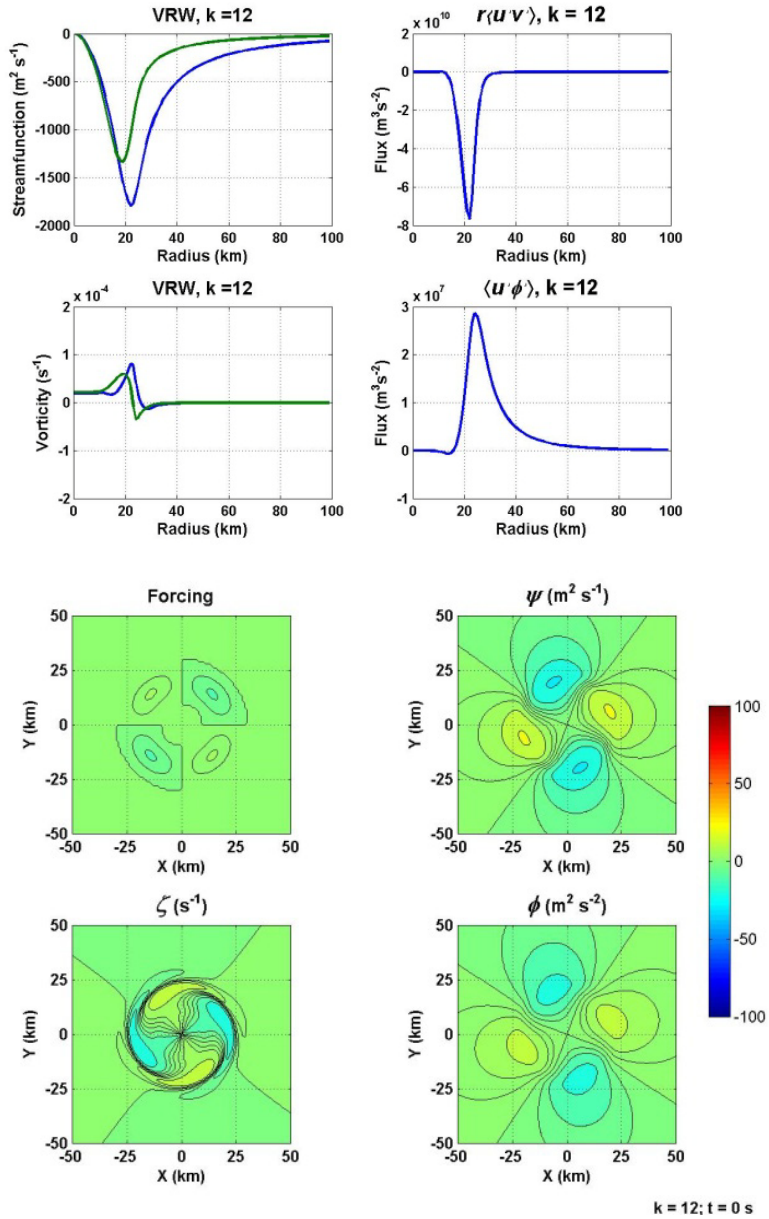 VRW, k =12
Streamfunction (m² s⁻¹)
0
-500
-1000
-1500
-2000
0 20 40 60 80 100
Radius (km)
r⟨u'v'⟩, k = 12
x 10¹⁰
Flux (m³s⁻²)
2
0
-2
-4
-6
-8
0 20 40 60 80 100
Radius (km)
VRW, k =12
x 10⁻⁴
Vorticity (s⁻¹)
2
1
0
-1
-2
0 20 40 60 80 100
Radius (km)
⟨u'ϕ'⟩, k =12
x 10⁷
Flux (m³s⁻²)
3
2
1
0
-1
0 20 40 60 80 100
Radius (km)
Forcing
Y (km)
50
25
0
-25
-50
-50 -25 0 25 50
X (km)
ψ (m² s⁻¹)
Y (km)
50
25
0
-25
-50
-50 -25 0 25 50
X (km)
ζ (s⁻¹)
Y (km)
50
25
0
-25
-50
-50 -25 0 25 50
X (km)
ϕ (m² s⁻²)
Y (km)
50
25
0
-25
-50
-50 -25 0 25 50
X (km)
100
50
0
-50
-100
k = 12; t = 0 s